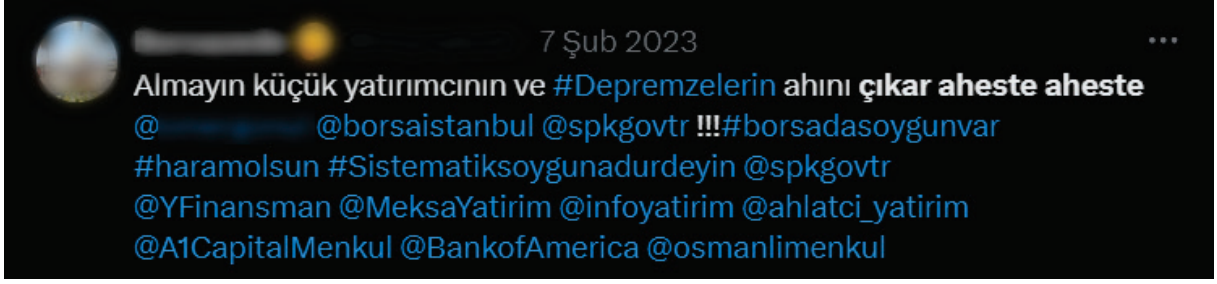 7 Şub 2023
Almayın küçük yatırımcının ve #Depremzelerin ahını çıkar aheste aheste
@ @borsaistanbul @spkgovtr !!!#borsadasoygunvar
#haramolsun #Sistematiksoygunadurdeyin @spkgovtr
@YFinansman @MeksaYatirim @infoyatirim @ahlatci_yatirim
@A1CapitalMenkul @BankofAmerica @osmanlimenkul